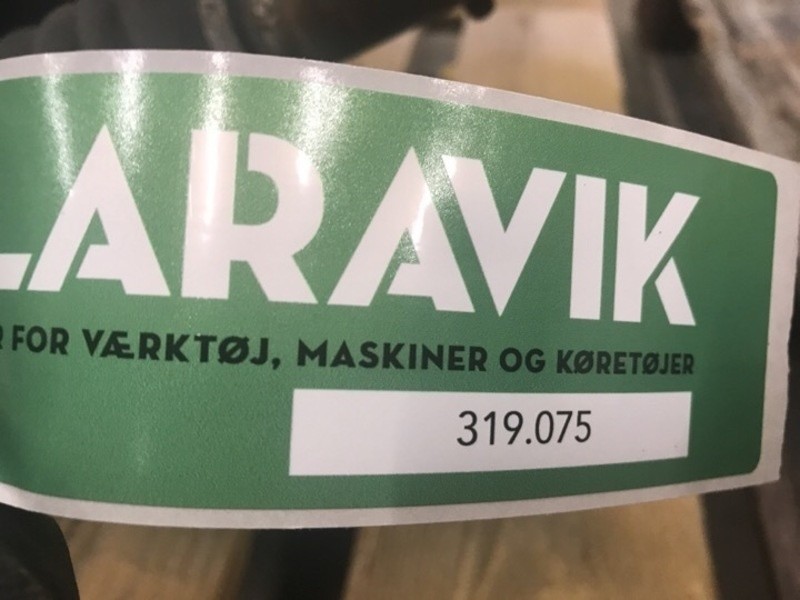 LARAVIK
R FOR VÆRKTØJ, MASKINER OG KØRETØJER
319.075